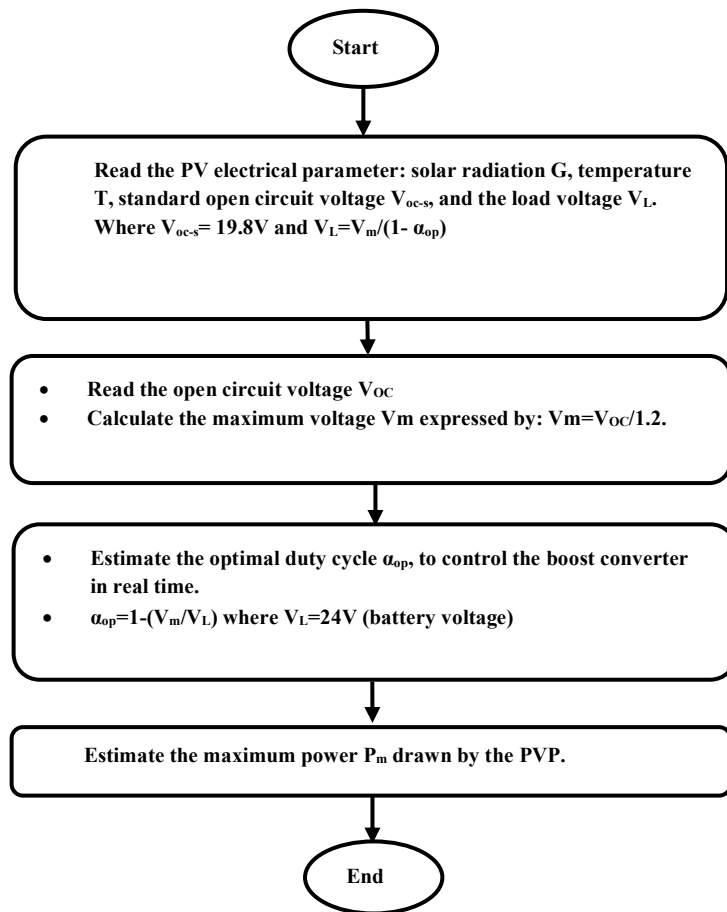 Start
Read the PV electrical parameter: solar radiation G, temperature
T, standard open circuit voltage Voc-s, and the load voltage VL.
Where Voc-s= 19.8V and VL=Vm/(1- αop)
• Read the open circuit voltage VOC
• Calculate the maximum voltage Vm expressed by: Vm=VOC/1.2.
• Estimate the optimal duty cycle αop, to control the boost converter
in real time.
• αop=1-(Vm/VL) where VL=24V (battery voltage)
Estimate the maximum power Pm drawn by the PVP.
End